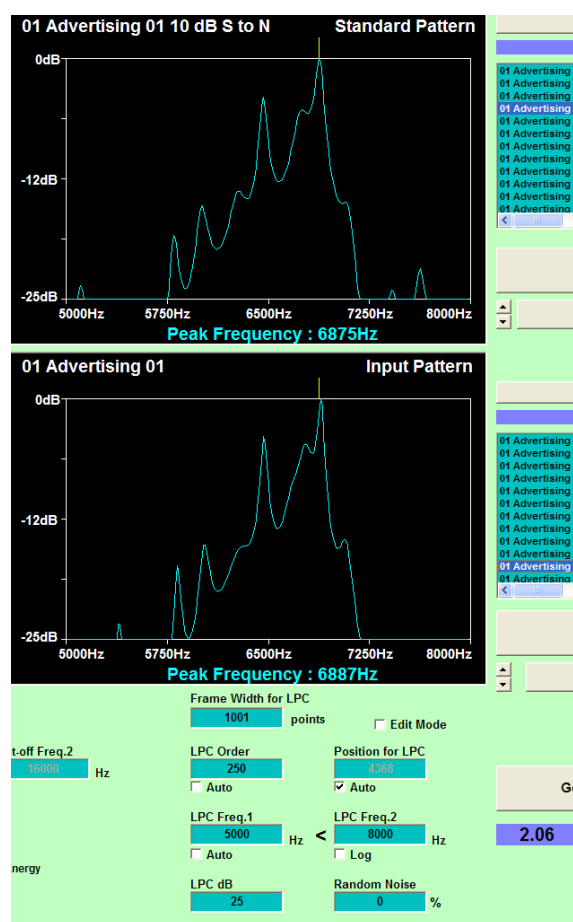 01 Advertising 01 10 dB S to N Standard Pattern
0dB
-12dB
-25dB
5000Hz 5750Hz 6500Hz 7250Hz 8000Hz
Peak Frequency : 6875Hz
01 Advertising
01 Advertising
01 Advertising
01 Advertising
01 Advertising
01 Advertising
01 Advertising
01 Advertising
01 Advertising
01 Advertising
01 Advertising
01 Advertising
01 Advertising 01 Input Pattern
0dB
-12dB
-25dB
5000Hz 5750Hz 6500Hz 7250Hz 8000Hz
Peak Frequency : 6887Hz
01 Advertising
01 Advertising
01 Advertising
01 Advertising
01 Advertising
01 Advertising
01 Advertising
01 Advertising
01 Advertising
01 Advertising
01 Advertising
01 Advertising
Frame Width for LPC
1001 points Edit Mode
t-off Freq.2 LPC Order Position for LPC
16000 Hz 250 4368
Auto Auto
LPC Freq.1 LPC Freq.2
5000 Hz < 8000 Hz
Auto Log
nergy
LPC dB Random Noise
25 0 %
G
2.06